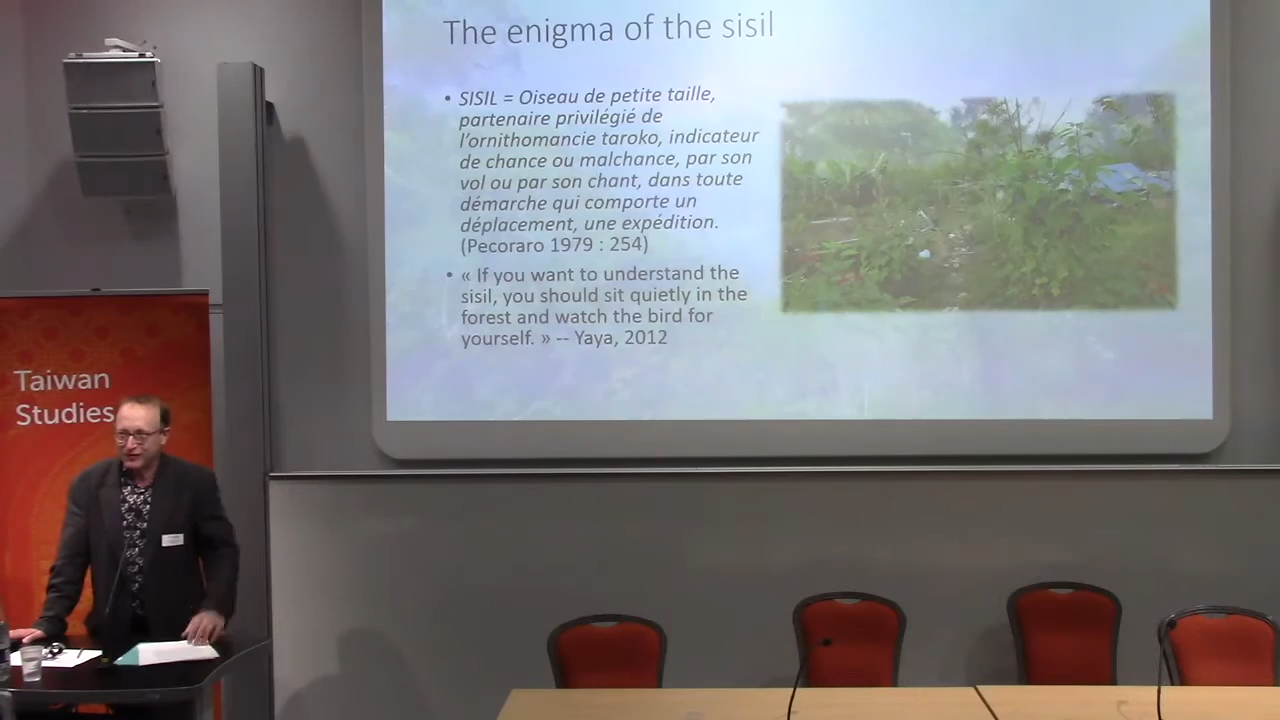 The enigma of the sisil
• SISIL = Oiseau de petite taille,
partenaire privilégié de
l'ornithomancie taroko, indicateur
de chance ou malchance, par son
vol ou par son chant, dans toute
démarche qui comporte un
déplacement, une expédition.
(Pecoraro 1979 : 254)
• « If you want to understand the
sisil, you should sit quietly in the
forest and watch the bird for
yourself. » -- Yaya, 2012
Taiwan
Studies